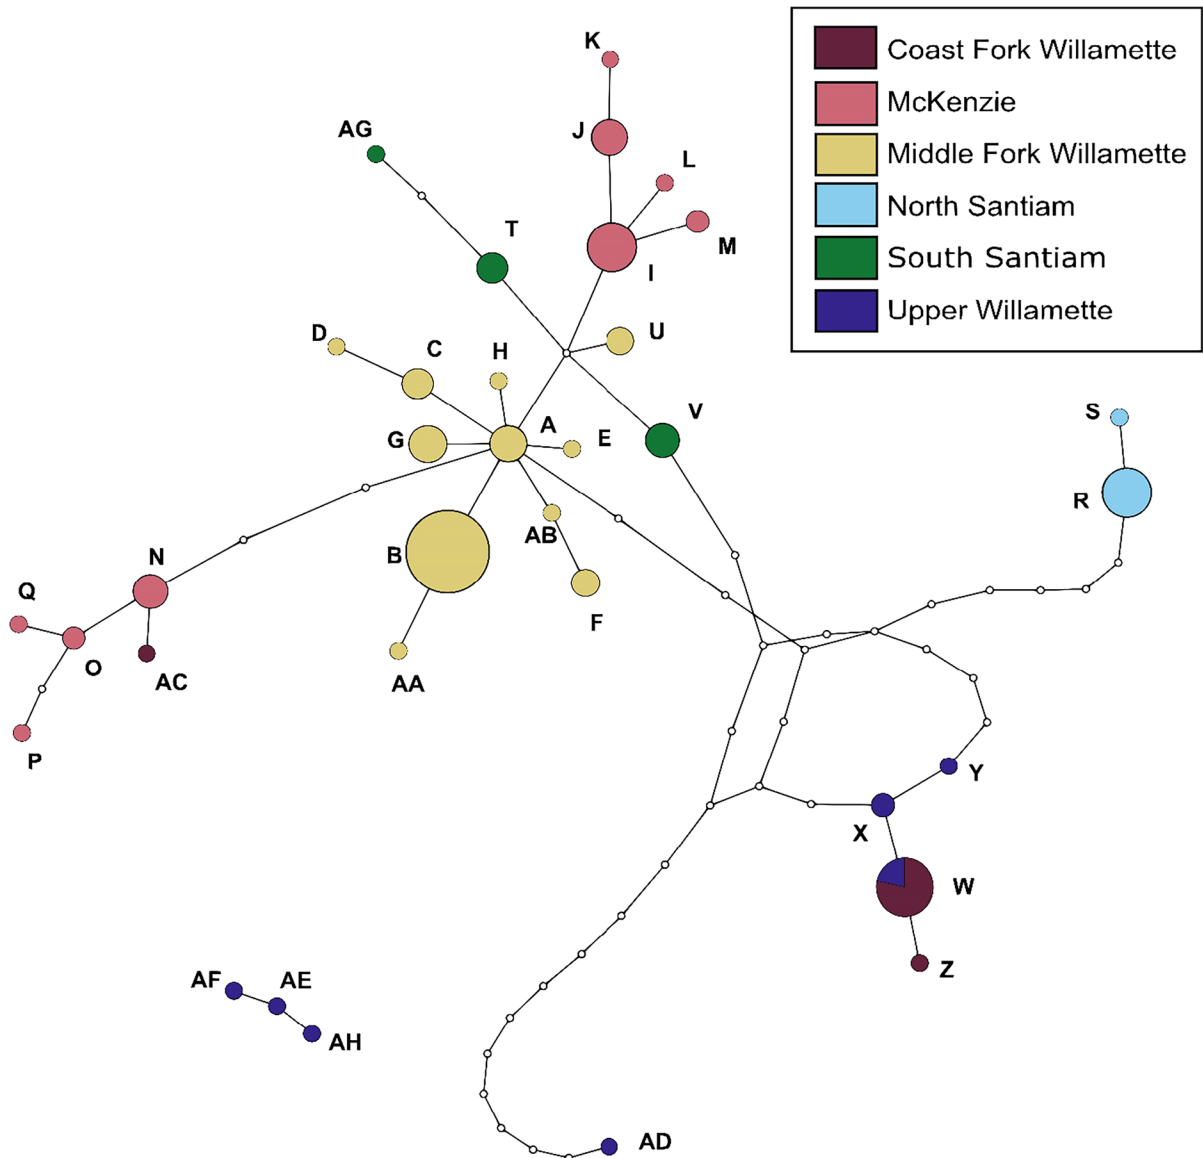 K
Coast Fork Willamette
McKenzie
Middle Fork Willamette
North Santiam
South Santiam
Upper Willamette
AG
J
L
T
M
I
D
C
H
U
G
A
E
V
S
R
B
AB
N
F
Q
O
AC
AA
P
Y
X
W
Z
AF
AE
AH
AD